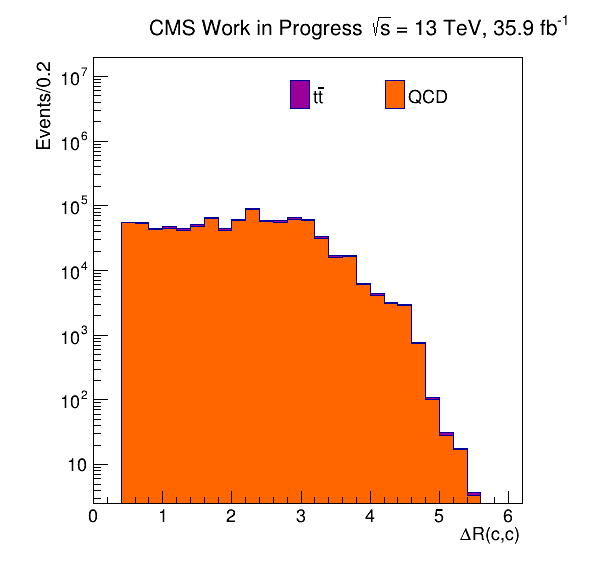 CMS Work in Progress √s = 13 TeV, 35.9 fb⁻¹
Events/0.2
tt̄
QCD
10⁷
10⁶
10⁵
10⁴
10³
10²
10
0 1 2 3 4 5 6
ΔR(c,c)